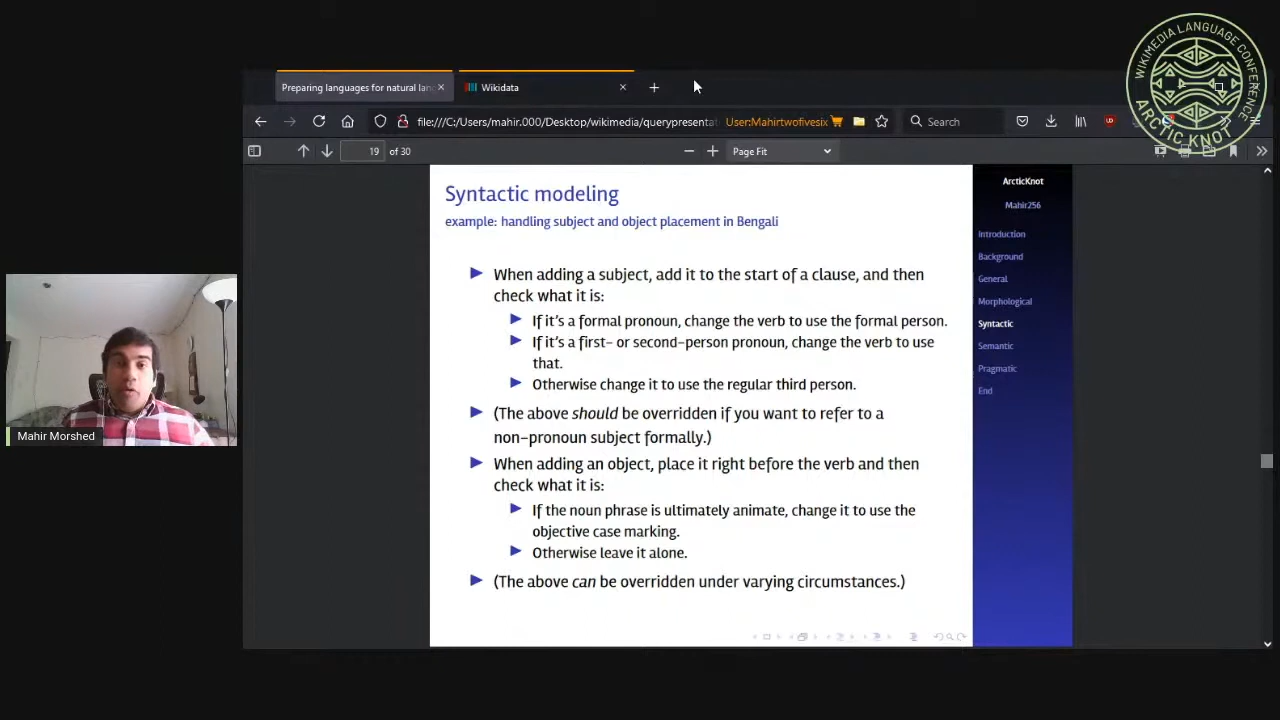 WIKIMEDIA LANGUAGE CONFERENCE
ARCTIC KNOT
Preparing languages for natural lan
Wikidata
file:///C:/Users/mahir.000/Desktop/wikimedia/querypresentat
User:Mahirtwofivesix
Search
19 of 30
Page Fit
Syntactic modeling
example: handling subject and object placement in Bengali
When adding a subject, add it to the start of a clause, and then
check what it is:
If it's a formal pronoun, change the verb to use the formal person.
If it's a first- or second-person pronoun, change the verb to use
that.
Otherwise change it to use the regular third person.
(The above should be overridden if you want to refer to a
non-pronoun subject formally.)
When adding an object, place it right before the verb and then
check what it is:
If the noun phrase is ultimately animate, change it to use the
objective case marking.
Otherwise leave it alone.
(The above can be overridden under varying circumstances.)
ArcticKnot
Mahir256
Introduction
Background
General
Morphological
Syntactic
Semantic
Pragmatic
End
Mahir Morshed